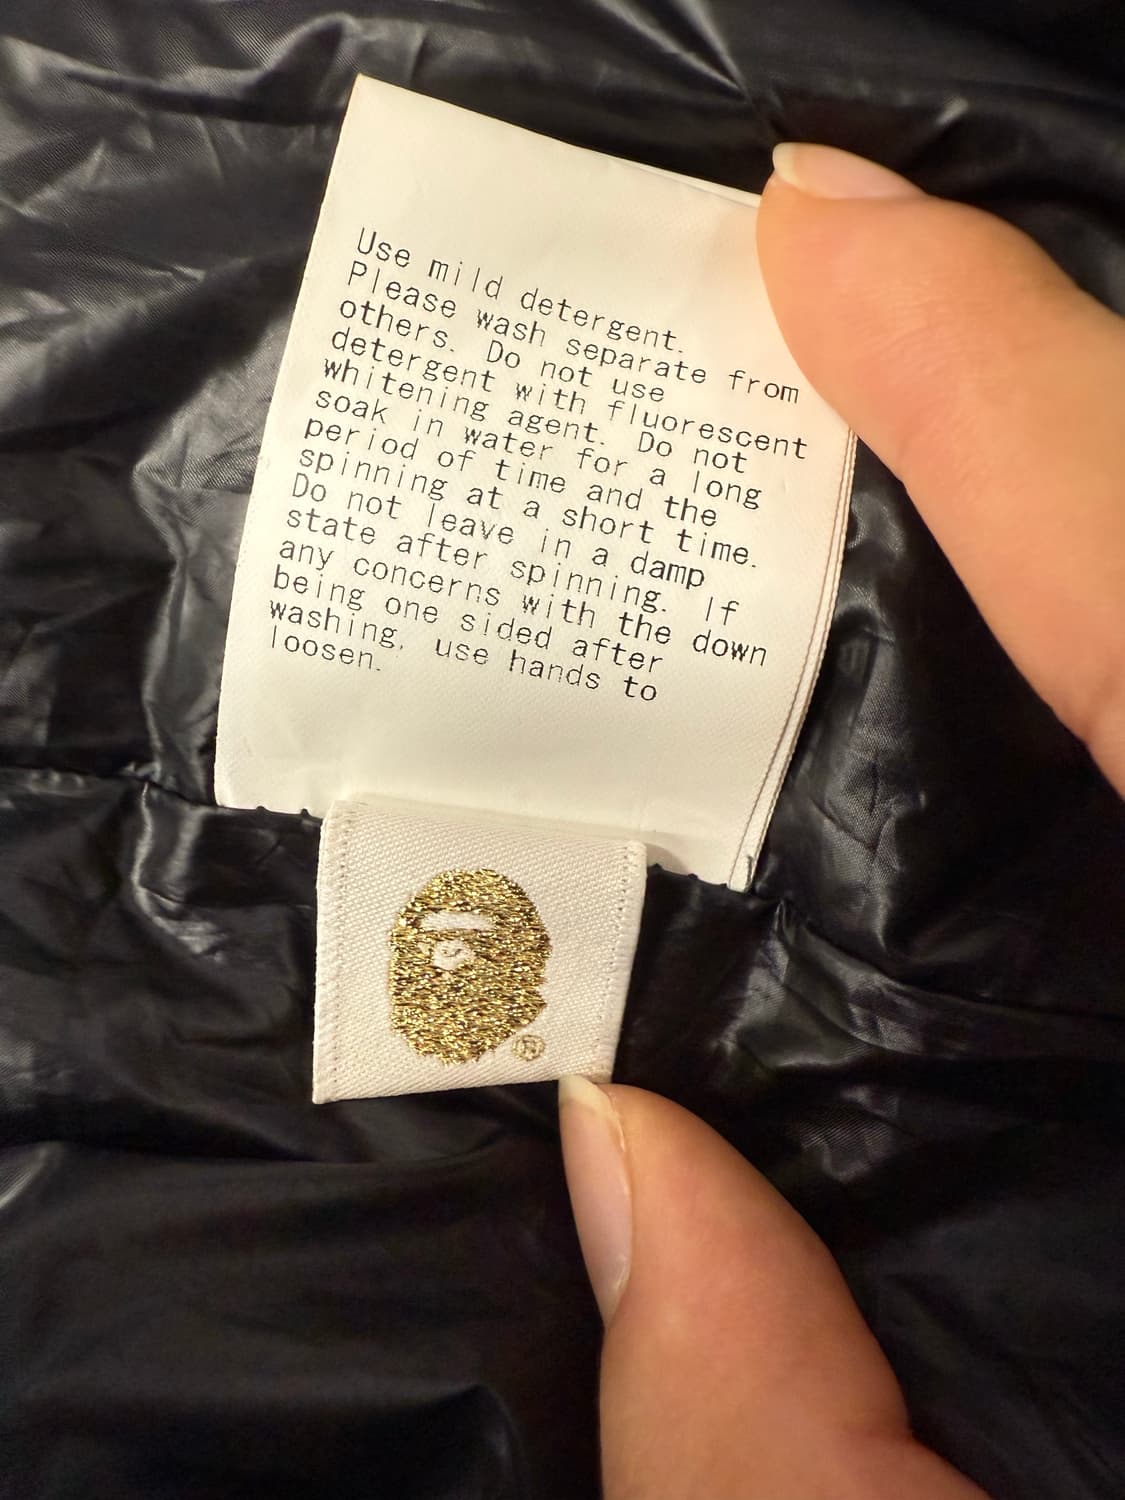 Use mild detergent.
Please wash separate from
others. Do not use
detergent with fluorescent
whitening agent. Do not
soak in water for a long
period of time and the
spinning at a short time.
Do not leave in a damp
state after spinning. If
any concerns with the down
being one sided after
washing, use hands to
loosen.
®